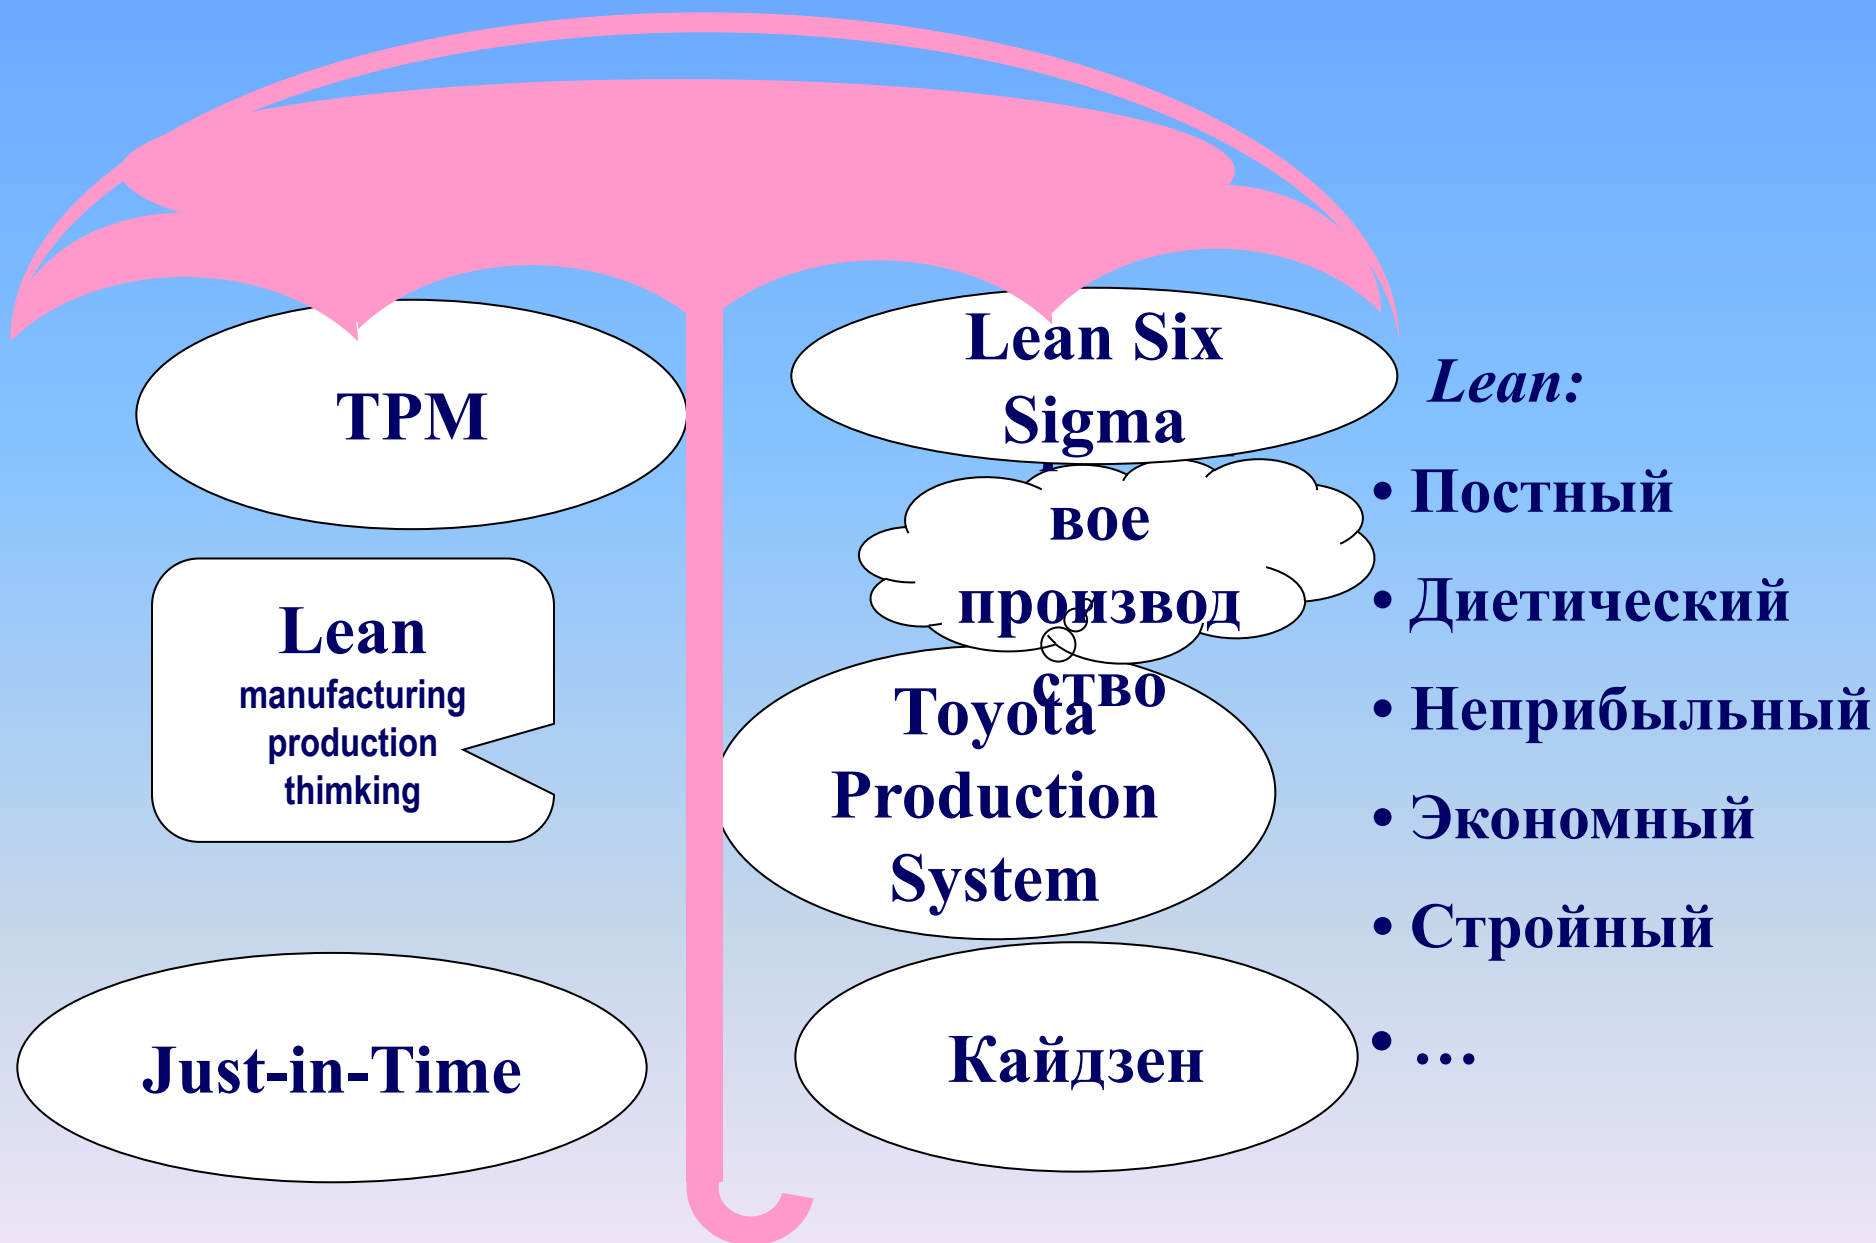 TPM
Lean
manufacturing
production
thimking
Just-in-Time
Lean Six
Sigma
вое
производ
ство
Toyota
Production
System
Кайдзен
Lean:
• Постный
• Диетический
• Неприбыльный
• Экономный
• Стройный
• …